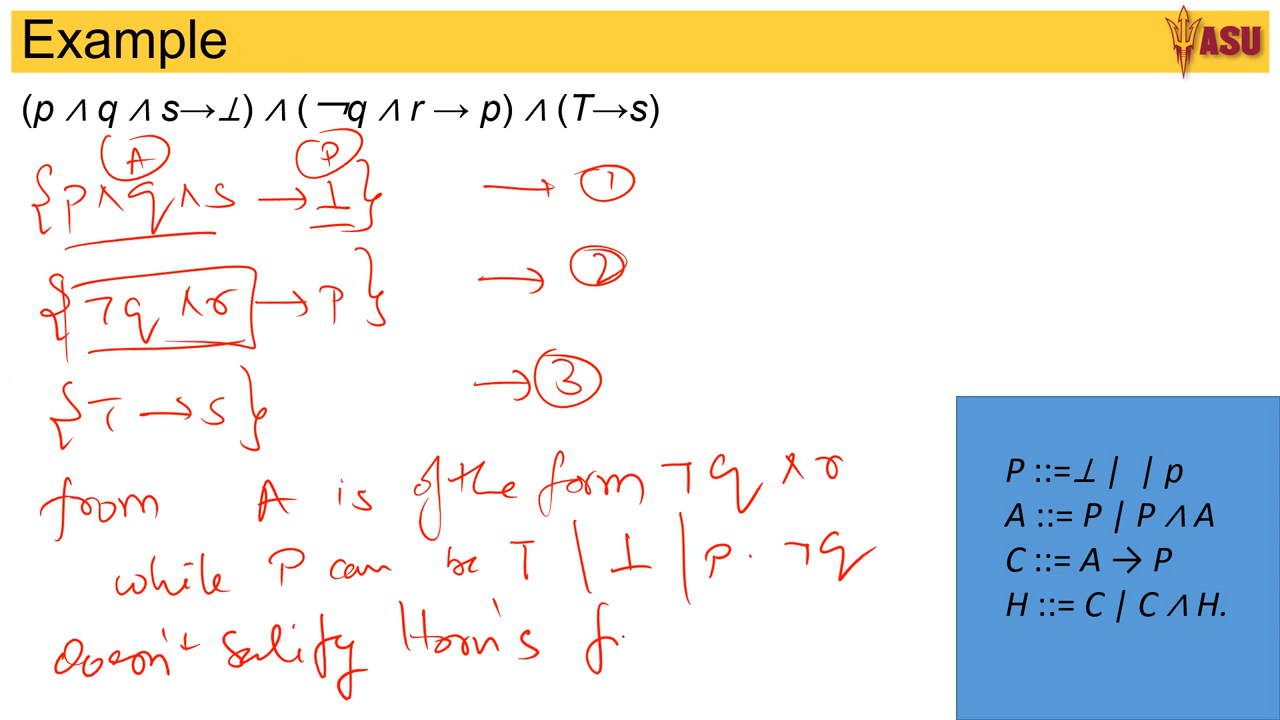 Example
ASU
(p ∧ q ∧ s→⊥) ∧ (¬q ∧ r → p) ∧ (T→s)
A P
{p∧q∧s → ⊥} → 1
{¬q ∧r → P} → 2
{T → s} → 3
from A is of the form ¬q ∧ r
while P can be T | ⊥ | p. ¬q
doesn't satisfy Horn's f
P ::=⊥ | | p
A ::= P | P ∧ A
C ::= A → P
H ::= C | C ∧ H.